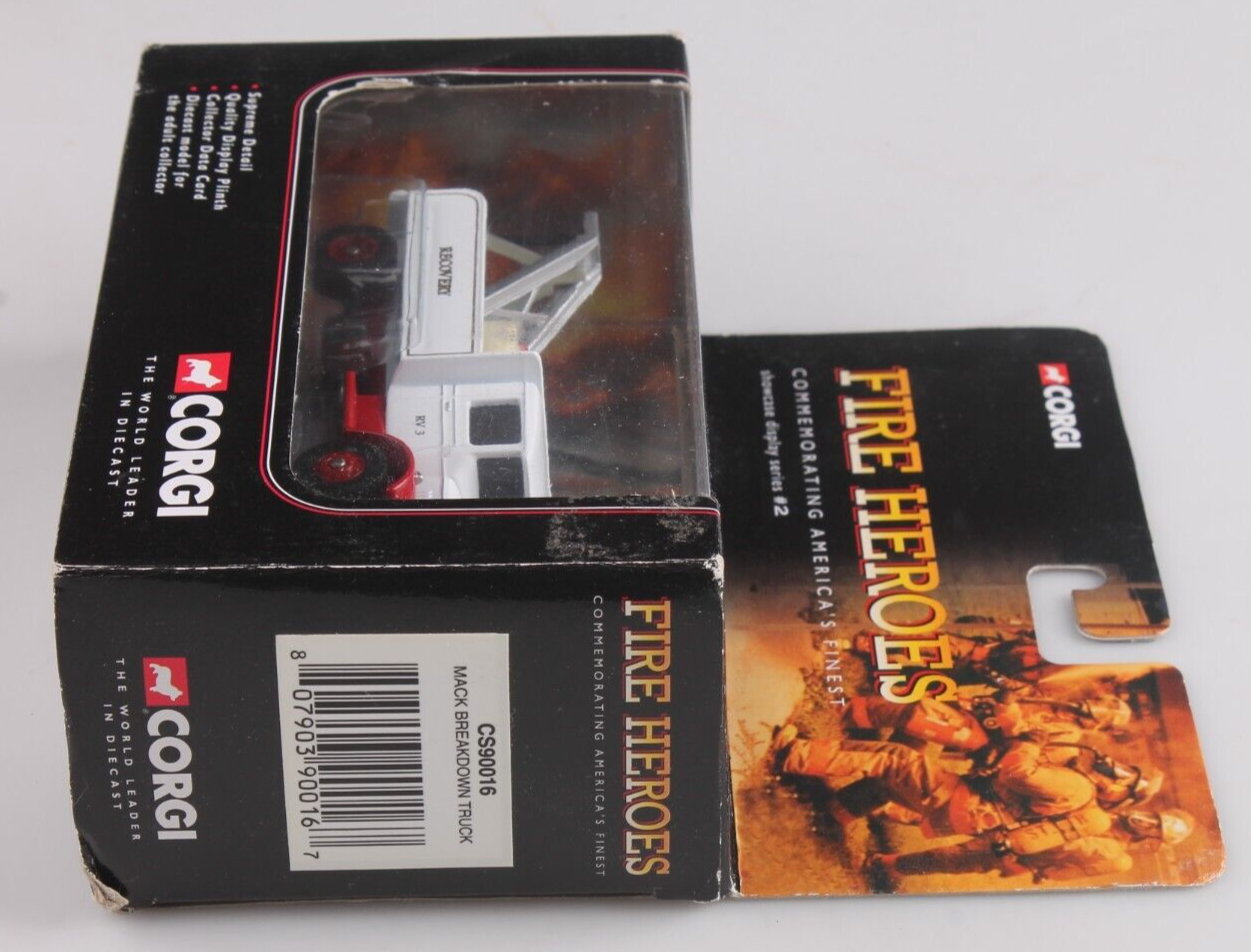 CORGI
FIRE HEROES
COMMEMORATING AMERICA'S FINEST
showcase display series #2
RECOVERY
RV 3
• Supreme Detail
• Quality Display Plinth
• Collector Data Card
• Diecast model for
the adult collector
CORGI
®
THE WORLD LEADER
IN DIECAST
FIRE HEROES
COMMEMORATING AMERICA'S FINEST
CS90016
MACK BREAKDOWN TRUCK
8 07903 90016 7
CORGI
®
THE WORLD LEADER
IN DIECAST